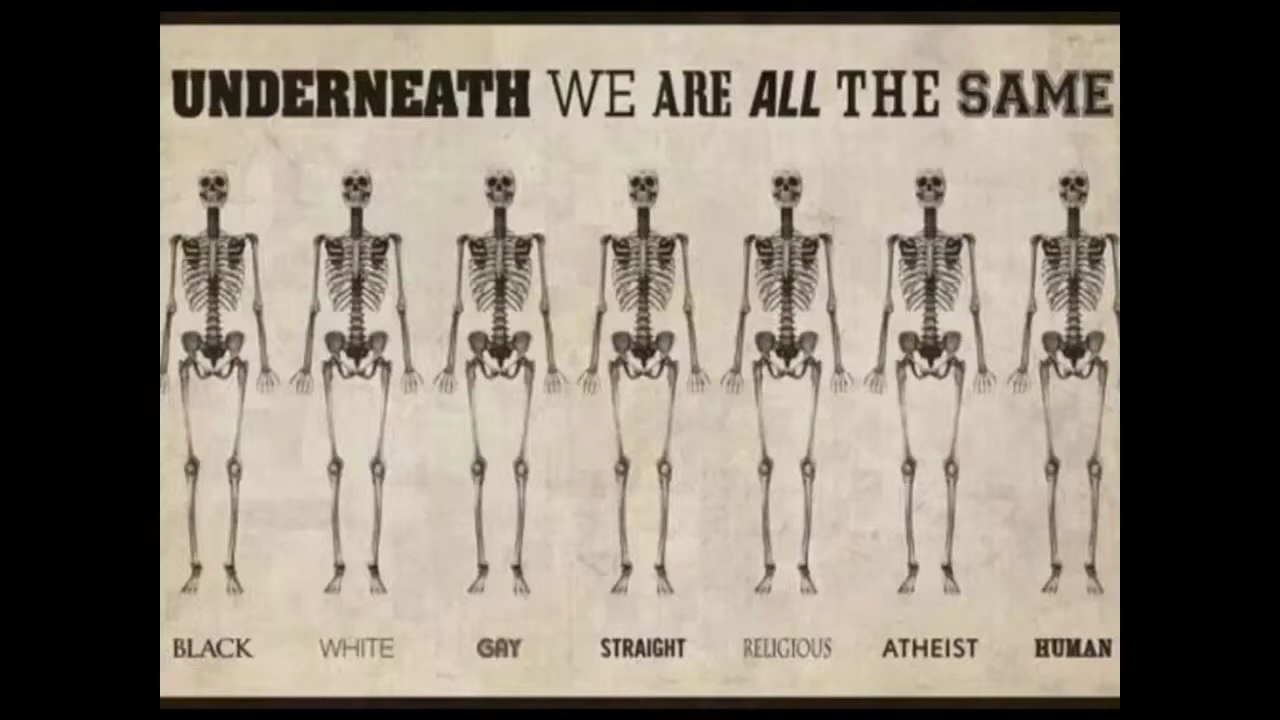 UNDERNEATH WE ARE ALL THE SAME
BLACK WHITE GAY STRAIGHT RELIGIOUS ATHEIST HUMAN